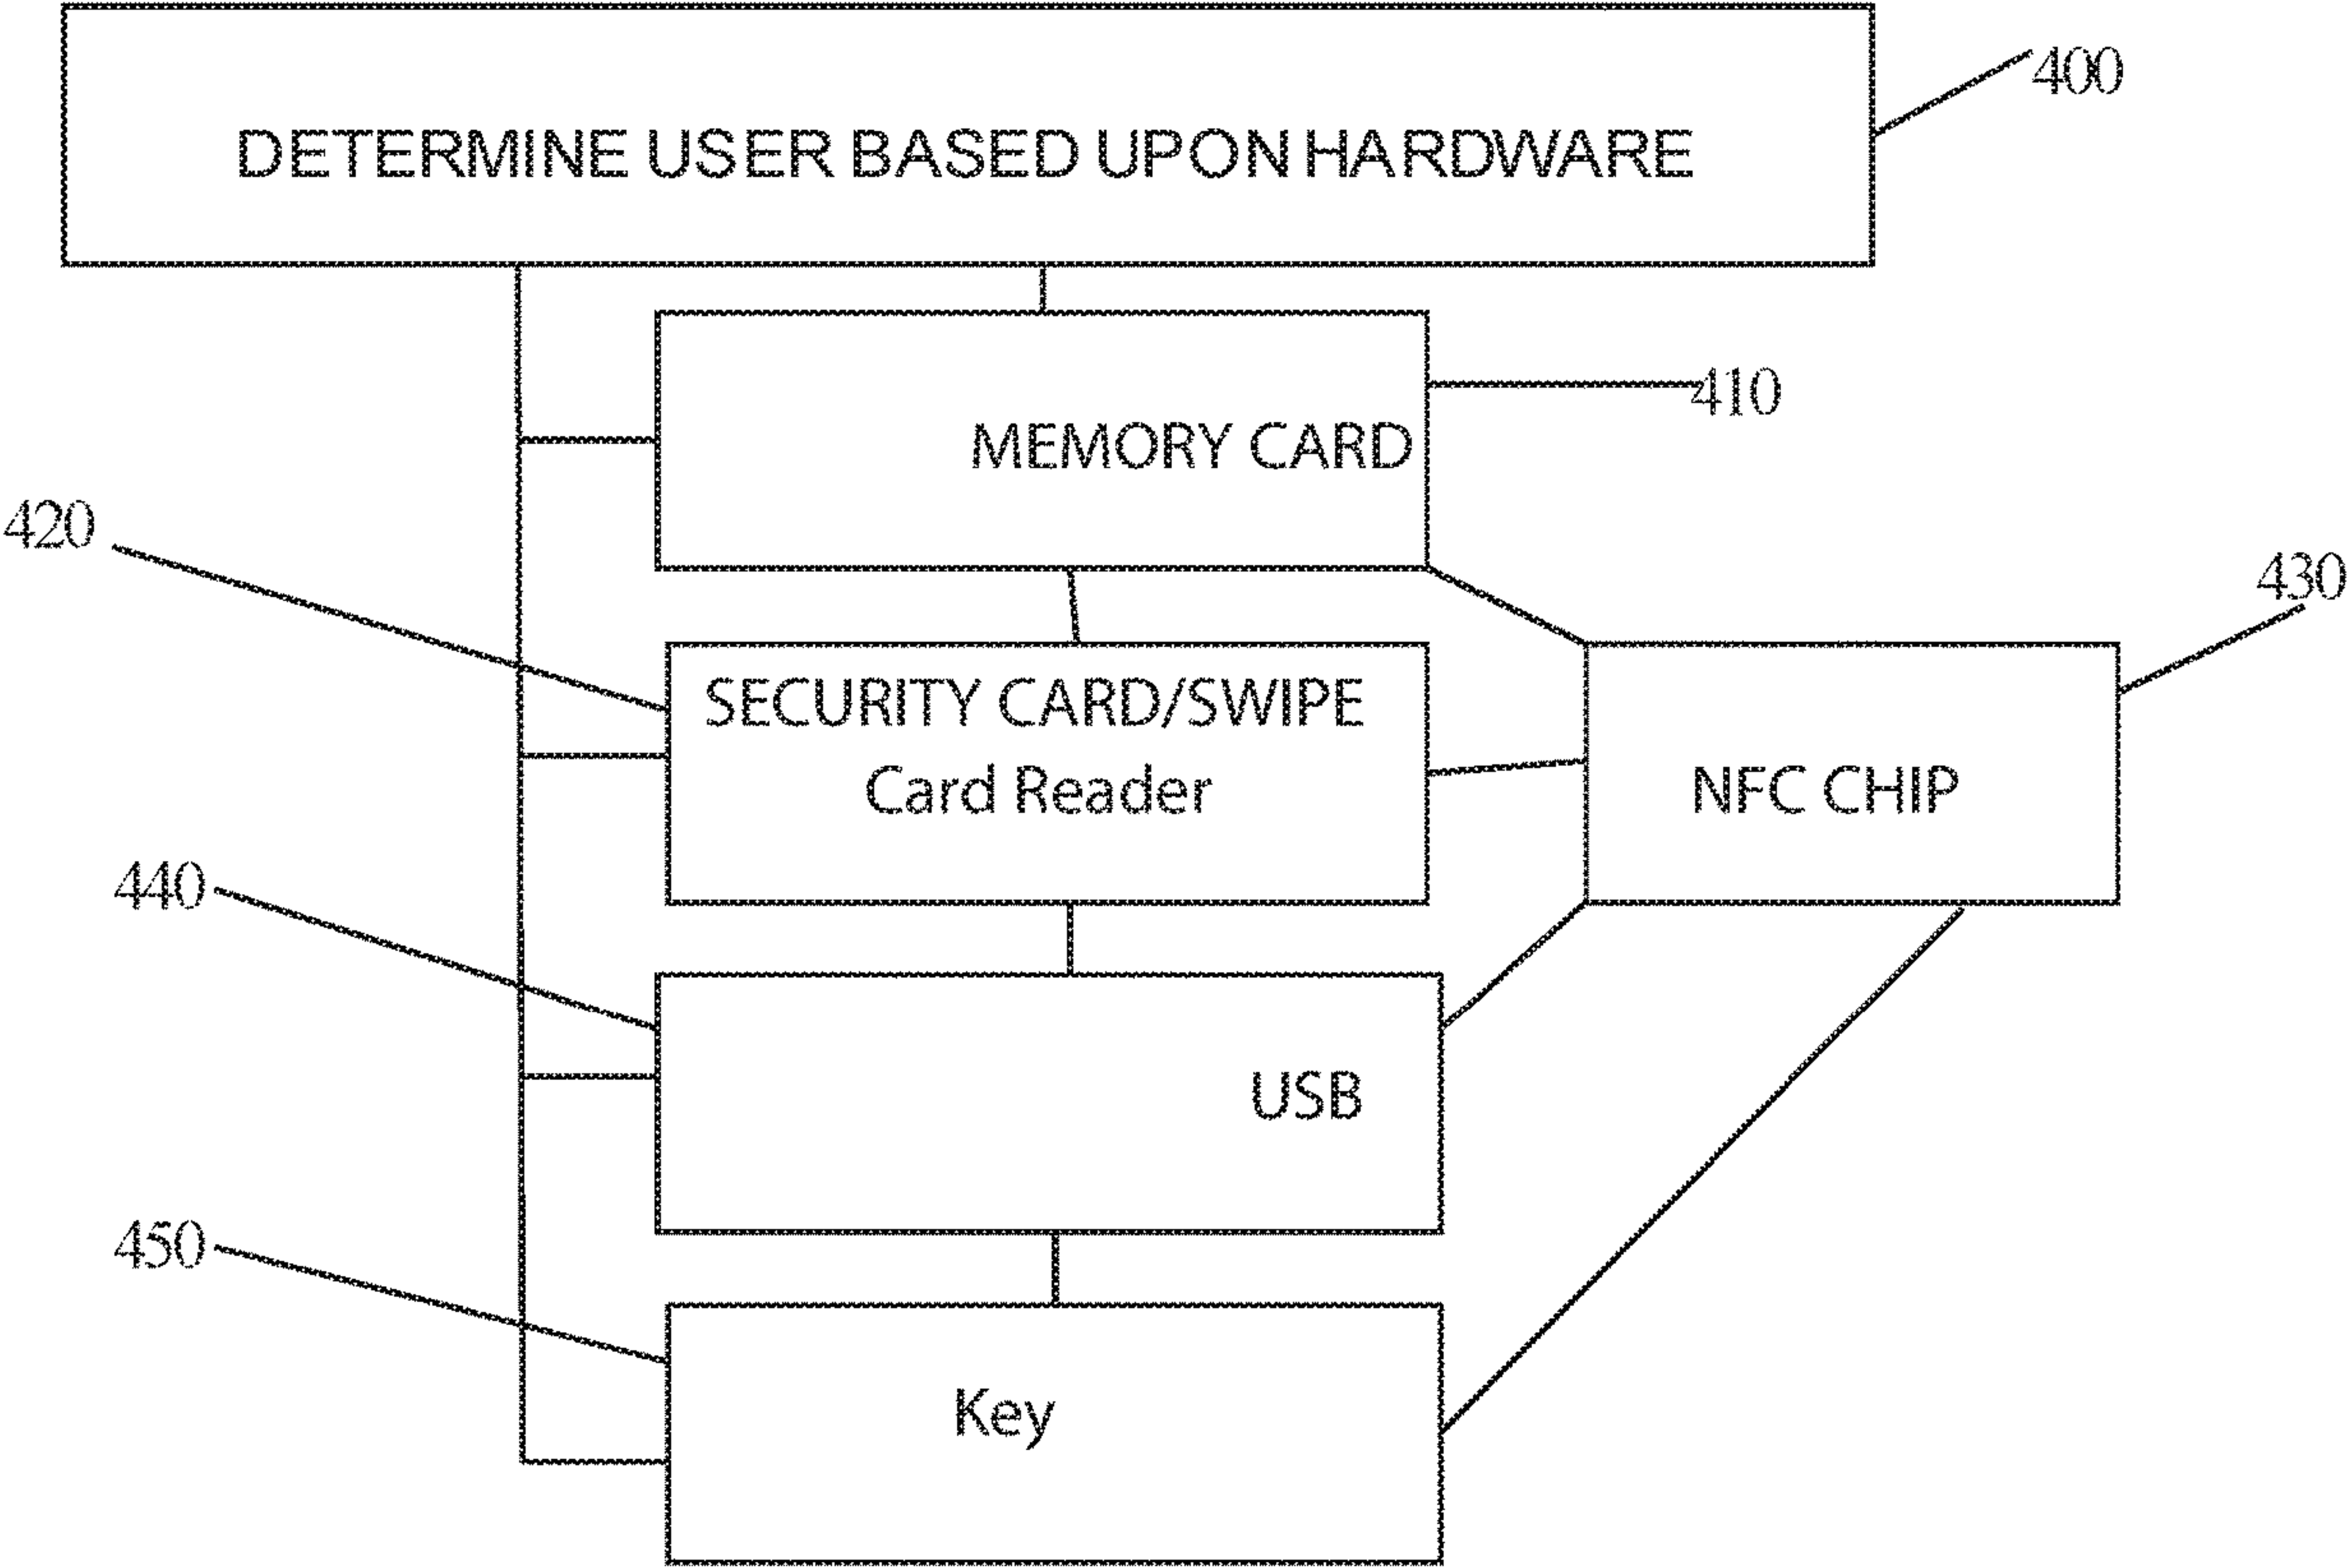 400
DETERMINE USER BASED UPON HARDWARE
410
MEMORY CARD
420
430
SECURITY CARD/SWIPE
Card Reader
NFC CHIP
440
USB
450
Key